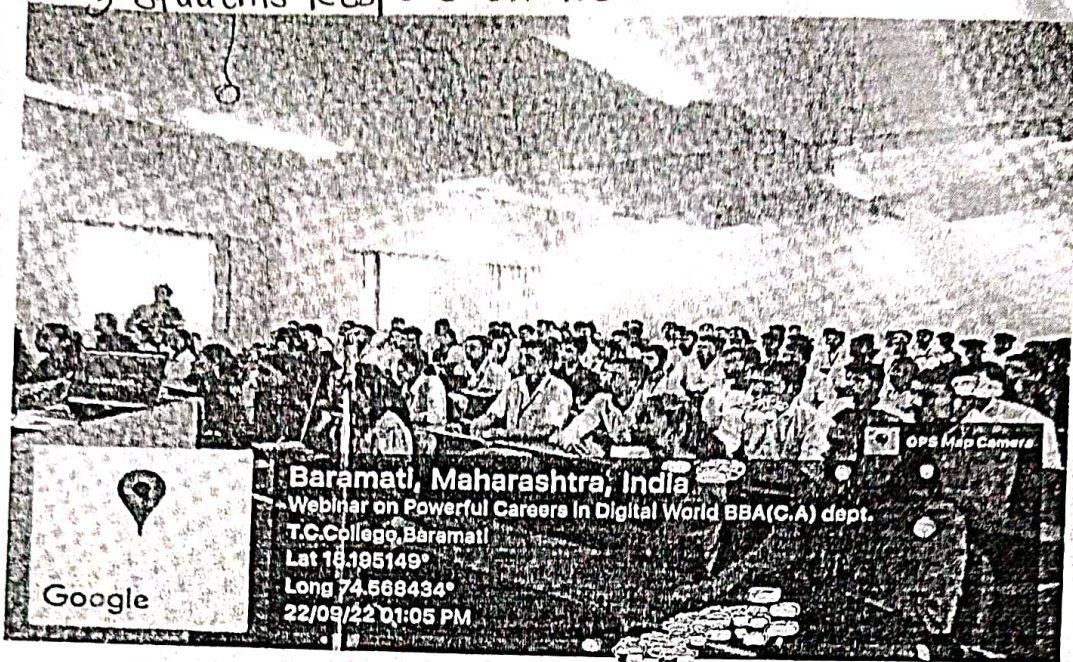 students
GPS Map Camera
Baramati, Maharashtra, India
Webinar on Powerful Careers in Digital World BBA(C.A) dept.
T.C.College,Baramati
Lat 18.195149°
Long 74.568434°
22/09/22 01:05 PM
Google